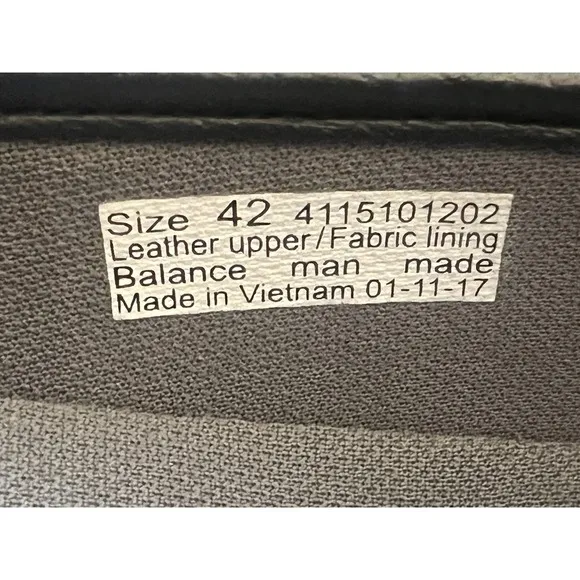 Size 42 4115101202
Leather upper/Fabric lining
Balance man made
Made in Vietnam 01-11-17